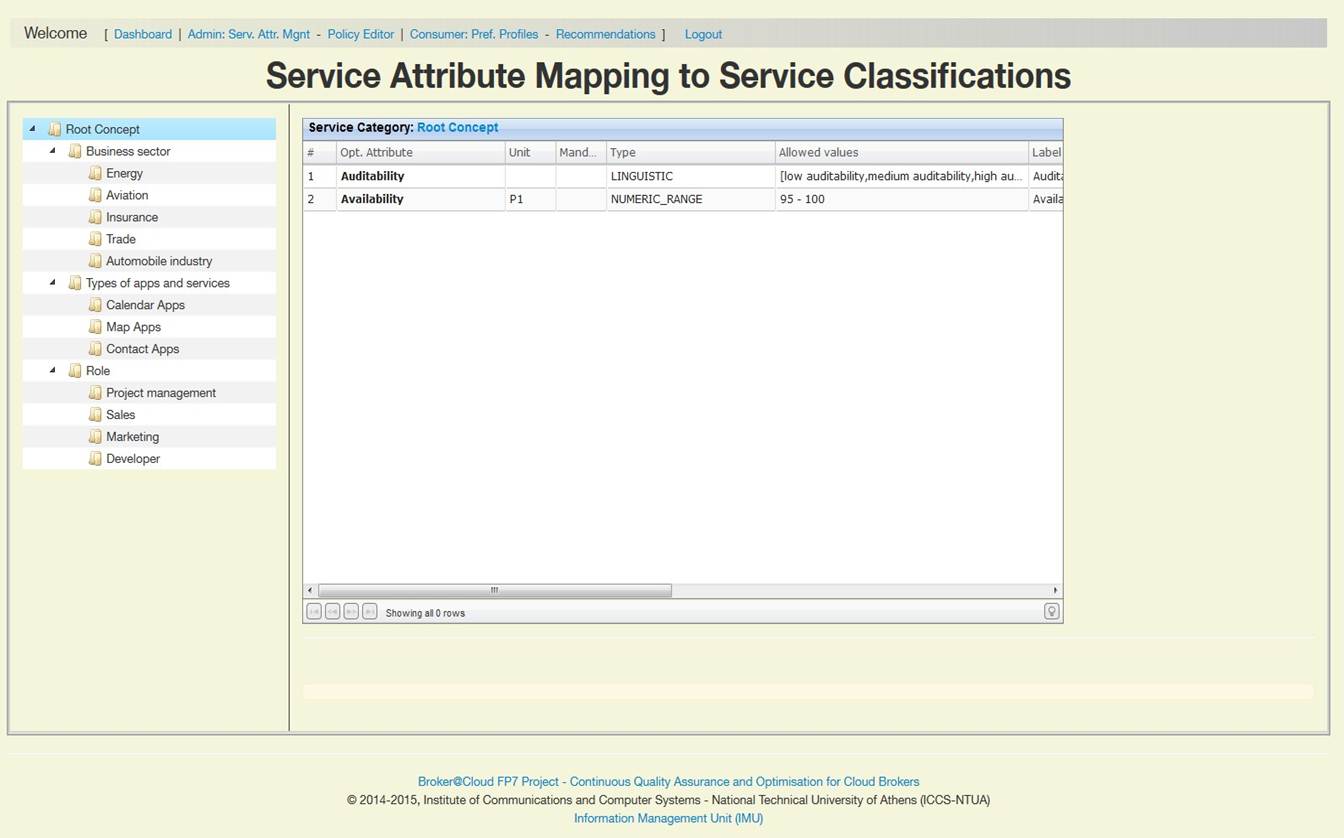 Welcome [ Dashboard | Admin: Serv. Attr. Mgnt - Policy Editor | Consumer: Pref. Profiles - Recommendations ] Logout
Service Attribute Mapping to Service Classifications
Root Concept
Business sector
Energy
Aviation
Insurance
Trade
Automobile industry
Types of apps and services
Calendar Apps
Map Apps
Contact Apps
Role
Project management
Sales
Marketing
Developer
Service Category: Root Concept
# Opt. Attribute Unit Mand... Type Allowed values Label
1 Auditability LINGUISTIC [low auditability,medium auditability,high au... Audita
2 Availability P1 NUMERIC_RANGE 95 - 100 Availa
Showing all 0 rows
Broker@Cloud FP7 Project - Continuous Quality Assurance and Optimisation for Cloud Brokers
© 2014-2015, Institute of Communications and Computer Systems - National Technical University of Athens (ICCS-NTUA)
Information Management Unit (IMU)